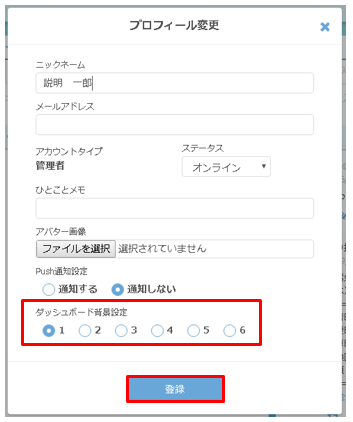 プロフィール変更
ニックネーム
説明　一郎
メールアドレス
アカウントタイプ
ステータス
管理者
オンライン
ひとことメモ
アバター画像
ファイルを選択 選択されていません
Push通知設定
通知する 通知しない
ダッシュボード背景設定
1 2 3 4 5 6
登録